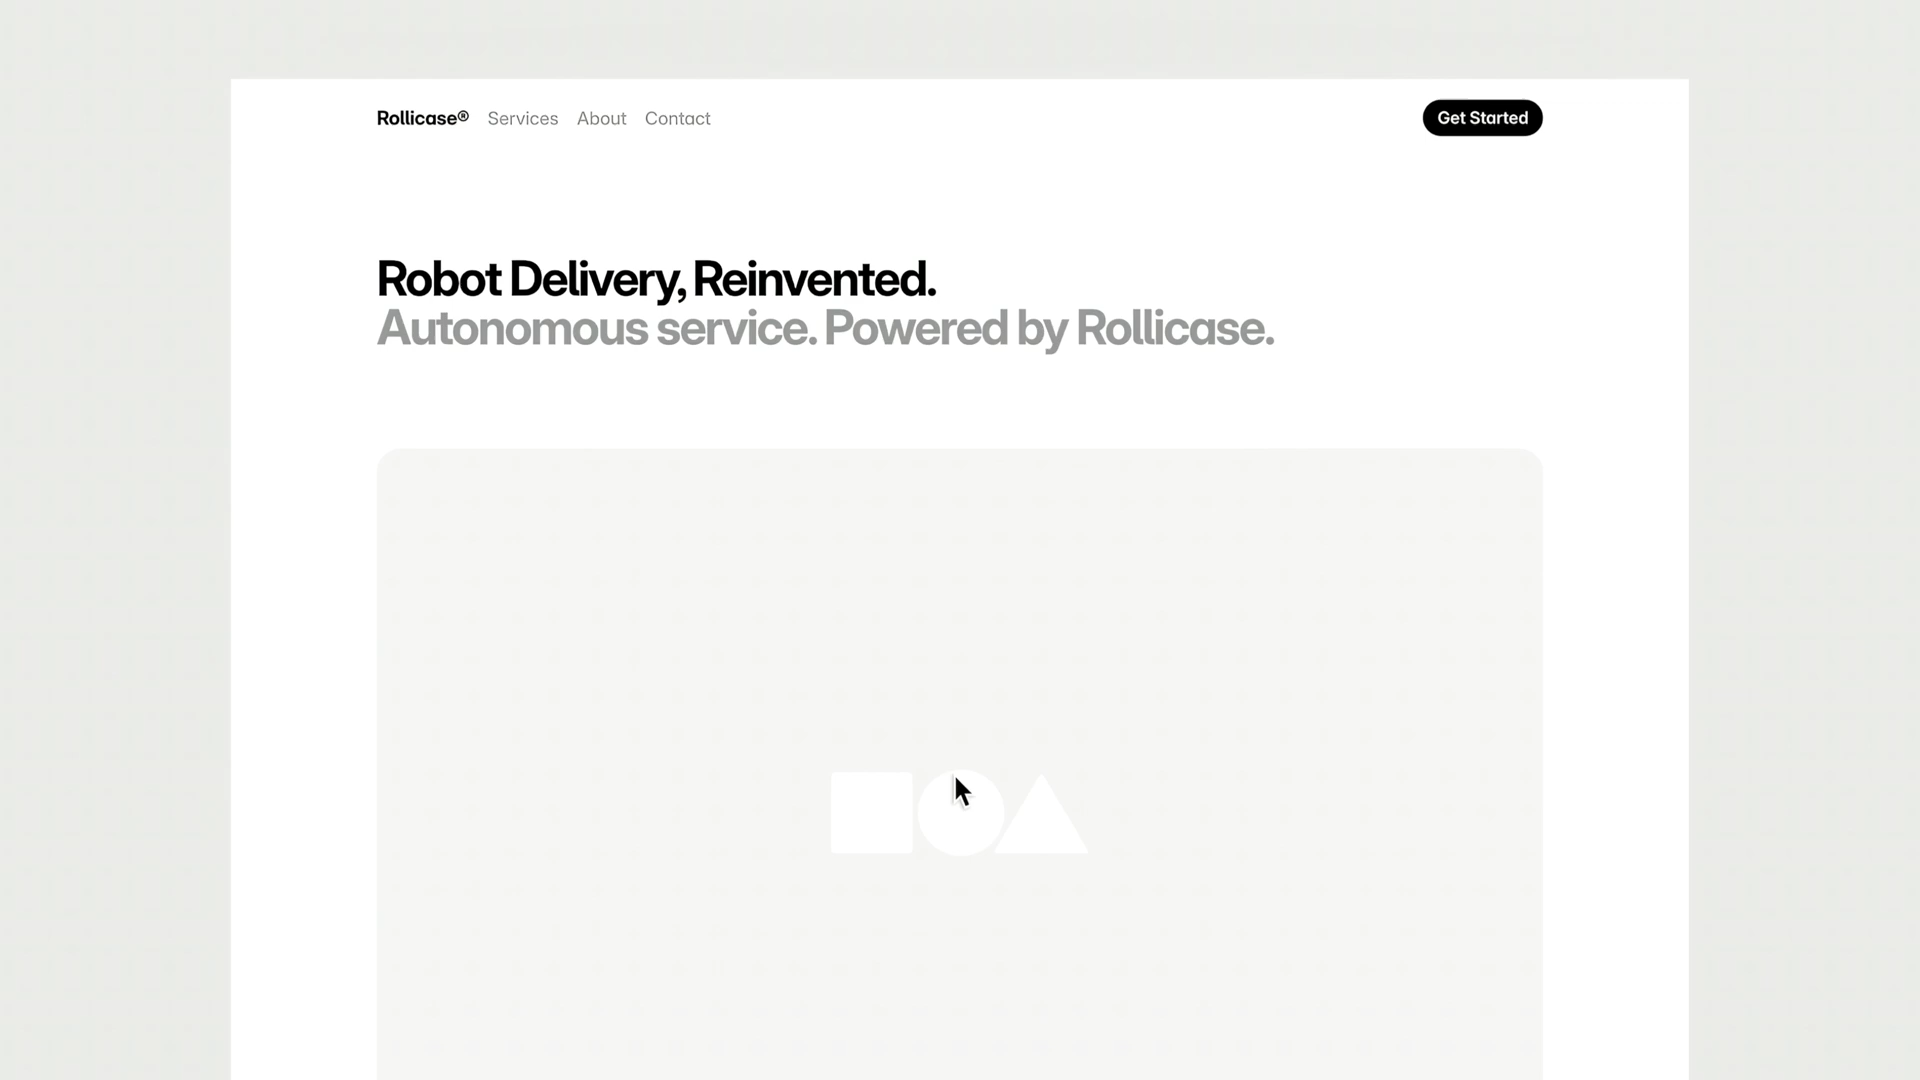 Rollicase® Services About Contact Get Started
Robot Delivery, Reinvented.
Autonomous service. Powered by Rollicase.